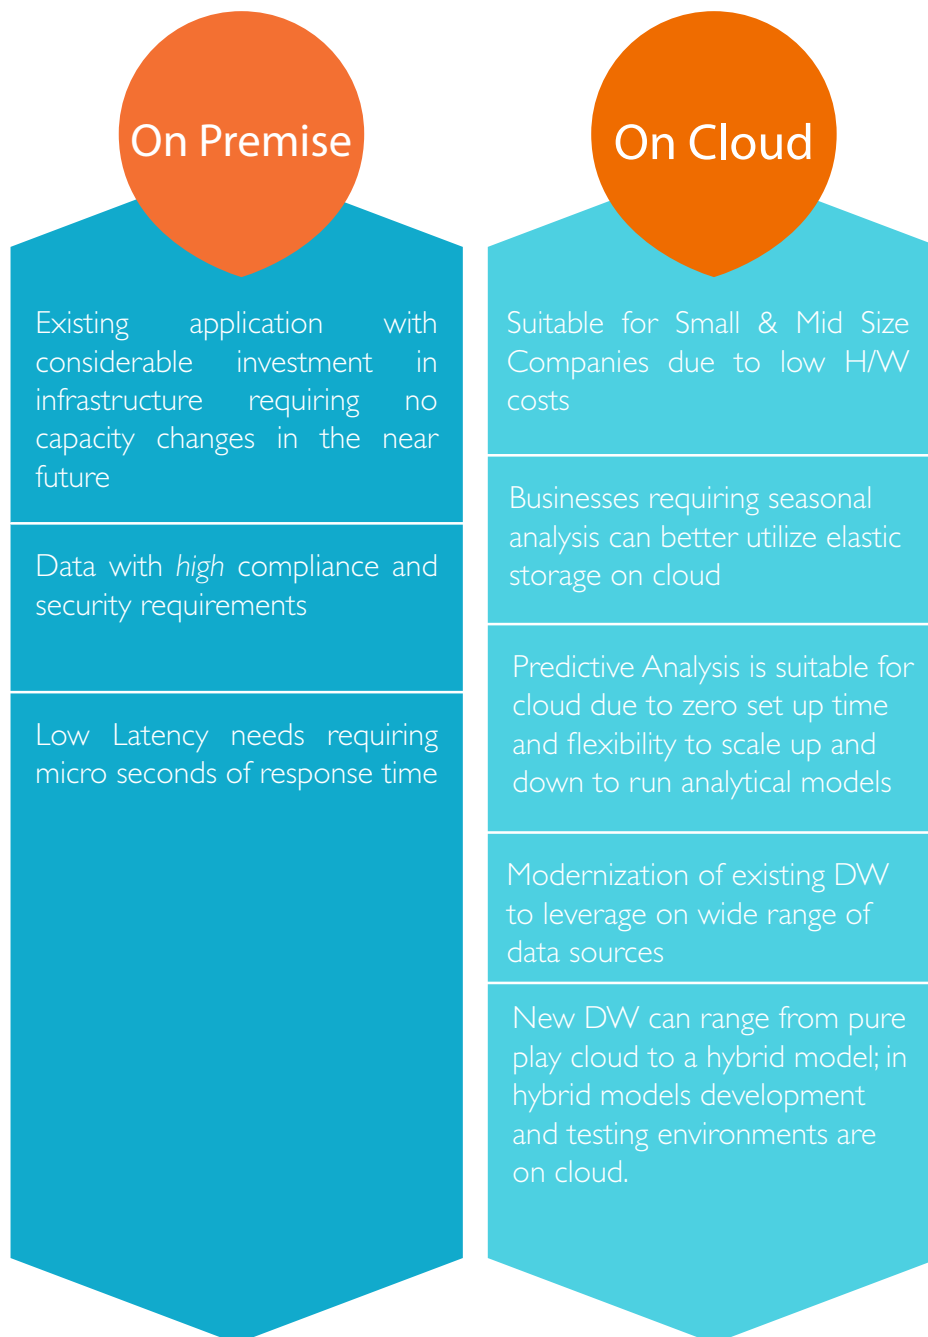 On Premise
Existing application with
considerable investment in
infrastructure requiring no
capacity changes in the near
future
Data with high compliance and
security requirements
Low Latency needs requiring
micro seconds of response time
On Cloud
Suitable for Small & Mid Size
Companies due to low H/W
costs
Businesses requiring seasonal
analysis can better utilize elastic
storage on cloud
Predictive Analysis is suitable for
cloud due to zero set up time
and flexibility to scale up and
down to run analytical models
Modernization of existing DW
to leverage on wide range of
data sources
New DW can range from pure
play cloud to a hybrid model; in
hybrid models development
and testing environments are
on cloud.